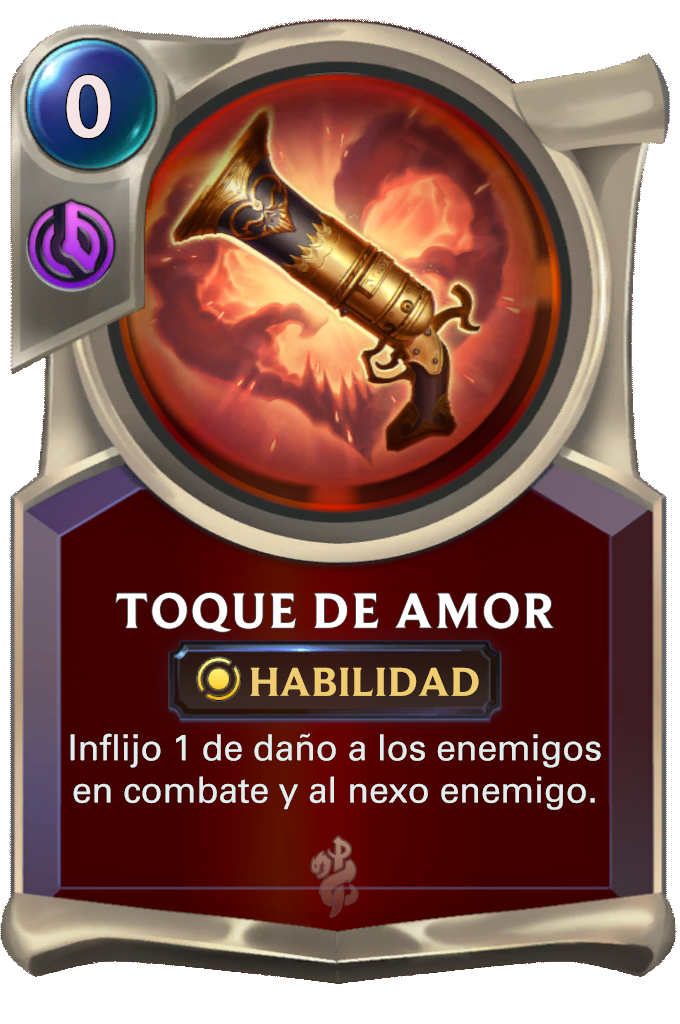 0
TOQUE DE AMOR
HABILIDAD
Inflijo 1 de daño a los enemigos
en combate y al nexo enemigo.